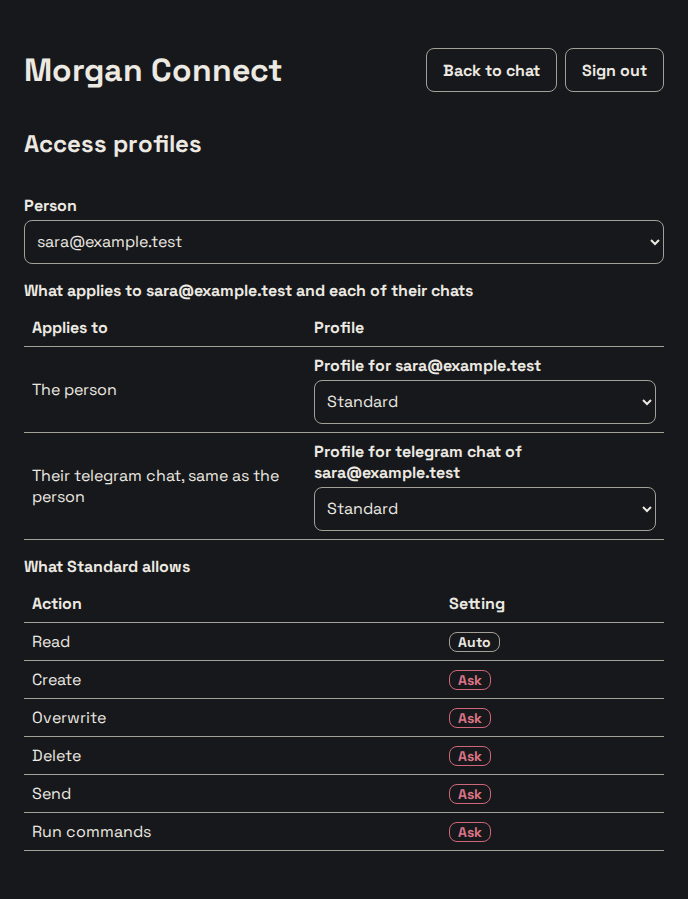 Morgan Connect
Back to chat
Sign out
Access profiles
Person
sara@example.test
What applies to sara@example.test and each of their chats
Applies to
Profile
The person
Profile for sara@example.test
Standard
Their telegram chat, same as the
person
Profile for telegram chat of
sara@example.test
Standard
What Standard allows
Action
Setting
Read
Auto
Create
Ask
Overwrite
Ask
Delete
Ask
Send
Ask
Run commands
Ask